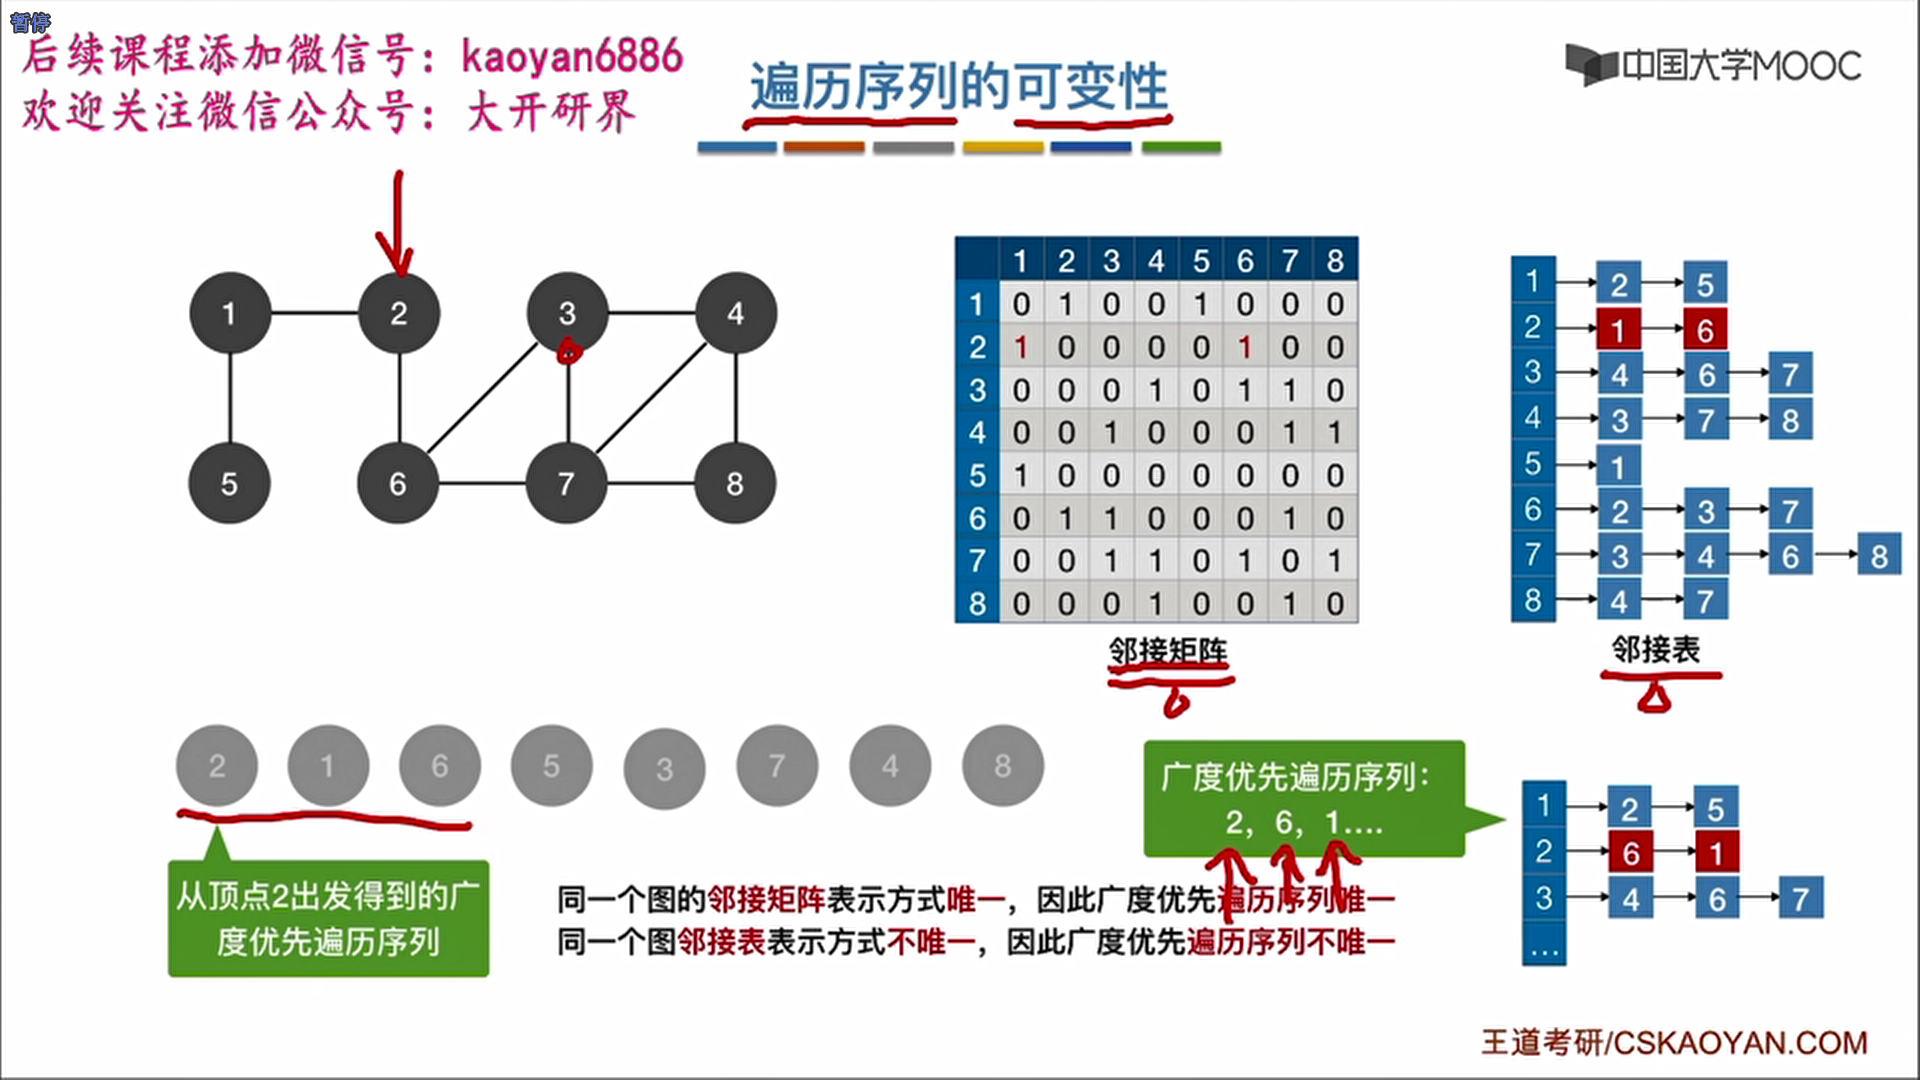 暂停
后续课程添加微信号：kaoyan6886
欢迎关注微信公众号：大开研界
遍历序列的可变性
中国大学MOOC
1 2 3 4
5 6 7 8
1 2 3 4 5 6 7 8
1 0 1 0 0 1 0 0 0
2 1 0 0 0 0 1 0 0
3 0 0 0 1 0 1 1 0
4 0 0 1 0 0 0 1 1
5 1 0 0 0 0 0 0 0
6 0 1 1 0 0 0 1 0
7 0 0 1 1 0 1 0 1
8 0 0 0 1 0 0 1 0
邻接矩阵
1 2 5
2 1 6
3 4 6 7
4 3 7 8
5 1
6 2 3 7
7 3 4 6 8
8 4 7
邻接表
2 1 6 5 3 7 4 8
从顶点2出发得到的广
度优先遍历序列
广度优先遍历序列：
2，6，1....
1 2 5
2 6 1
3 4 6 7
...
同一个图的邻接矩阵表示方式唯一，因此广度优先遍历序列唯一
同一个图邻接表表示方式不唯一，因此广度优先遍历序列不唯一
王道考研/CSKAOYAN.COM